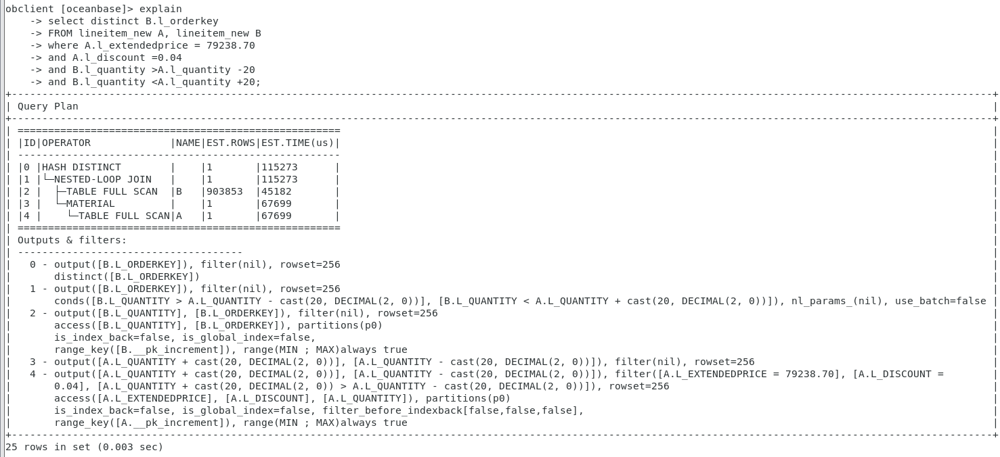 obclient [oceanbase]> explain
    -> select distinct B.l_orderkey
    -> FROM lineitem_new A, lineitem_new B
    -> where A.l_extendedprice = 79238.70
    -> and A.l_discount =0.04
    -> and B.l_quantity >A.l_quantity -20
    -> and B.l_quantity <A.l_quantity +20;
+------------------------------------------------------------------------------------------------------------------------------------------------------------------+
| Query Plan                                                                                                                                                       |
+------------------------------------------------------------------------------------------------------------------------------------------------------------------+
| =====================================================                                                                                                            |
| |ID|OPERATOR             |NAME|EST.ROWS|EST.TIME(us)|                                                                                                            |
| -----------------------------------------------------                                                                                                            |
| |0 |HASH DISTINCT        |    |1       |115273      |                                                                                                            |
| |1 |└─NESTED-LOOP JOIN   |    |1       |115273      |                                                                                                            |
| |2 |  ├─TABLE FULL SCAN  |B   |903853  |45182       |                                                                                                            |
| |3 |  └─MATERIAL         |    |1       |67699       |                                                                                                            |
| |4 |    └─TABLE FULL SCAN|A   |1       |67699       |                                                                                                            |
| =====================================================                                                                                                            |
| Outputs & filters:                                                                                                                                               |
| -------------------------------------                                                                                                                            |
|   0 - output([B.L_ORDERKEY]), filter(nil), rowset=256                                                                                                            |
|       distinct([B.L_ORDERKEY])                                                                                                                                   |
|   1 - output([B.L_ORDERKEY]), filter(nil), rowset=256                                                                                                            |
|       conds([B.L_QUANTITY > A.L_QUANTITY - cast(20, DECIMAL(2, 0))], [B.L_QUANTITY < A.L_QUANTITY + cast(20, DECIMAL(2, 0))]), nl_params_(nil), use_batch=false |
|   2 - output([B.L_QUANTITY], [B.L_ORDERKEY]), filter(nil), rowset=256                                                                                            |
|       access([B.L_QUANTITY], [B.L_ORDERKEY]), partitions(p0)                                                                                                     |
|       is_index_back=false, is_global_index=false,                                                                                                                |
|       range_key([B.__pk_increment]), range(MIN ; MAX)always true                                                                                                 |
|   3 - output([A.L_QUANTITY + cast(20, DECIMAL(2, 0))], [A.L_QUANTITY - cast(20, DECIMAL(2, 0))]), filter(nil), rowset=256                                        |
|   4 - output([A.L_QUANTITY + cast(20, DECIMAL(2, 0))], [A.L_QUANTITY - cast(20, DECIMAL(2, 0))]), filter([A.L_EXTENDEDPRICE = 79238.70], [A.L_DISCOUNT =         |
|       0.04], [A.L_QUANTITY + cast(20, DECIMAL(2, 0)) > A.L_QUANTITY - cast(20, DECIMAL(2, 0))]), rowset=256                                                      |
|       access([A.L_EXTENDEDPRICE], [A.L_DISCOUNT], [A.L_QUANTITY]), partitions(p0)                                                                                |
|       is_index_back=false, is_global_index=false, filter_before_indexback[false,false,false],                                                                    |
|       range_key([A.__pk_increment]), range(MIN ; MAX)always true                                                                                                 |
+------------------------------------------------------------------------------------------------------------------------------------------------------------------+
25 rows in set (0.003 sec)